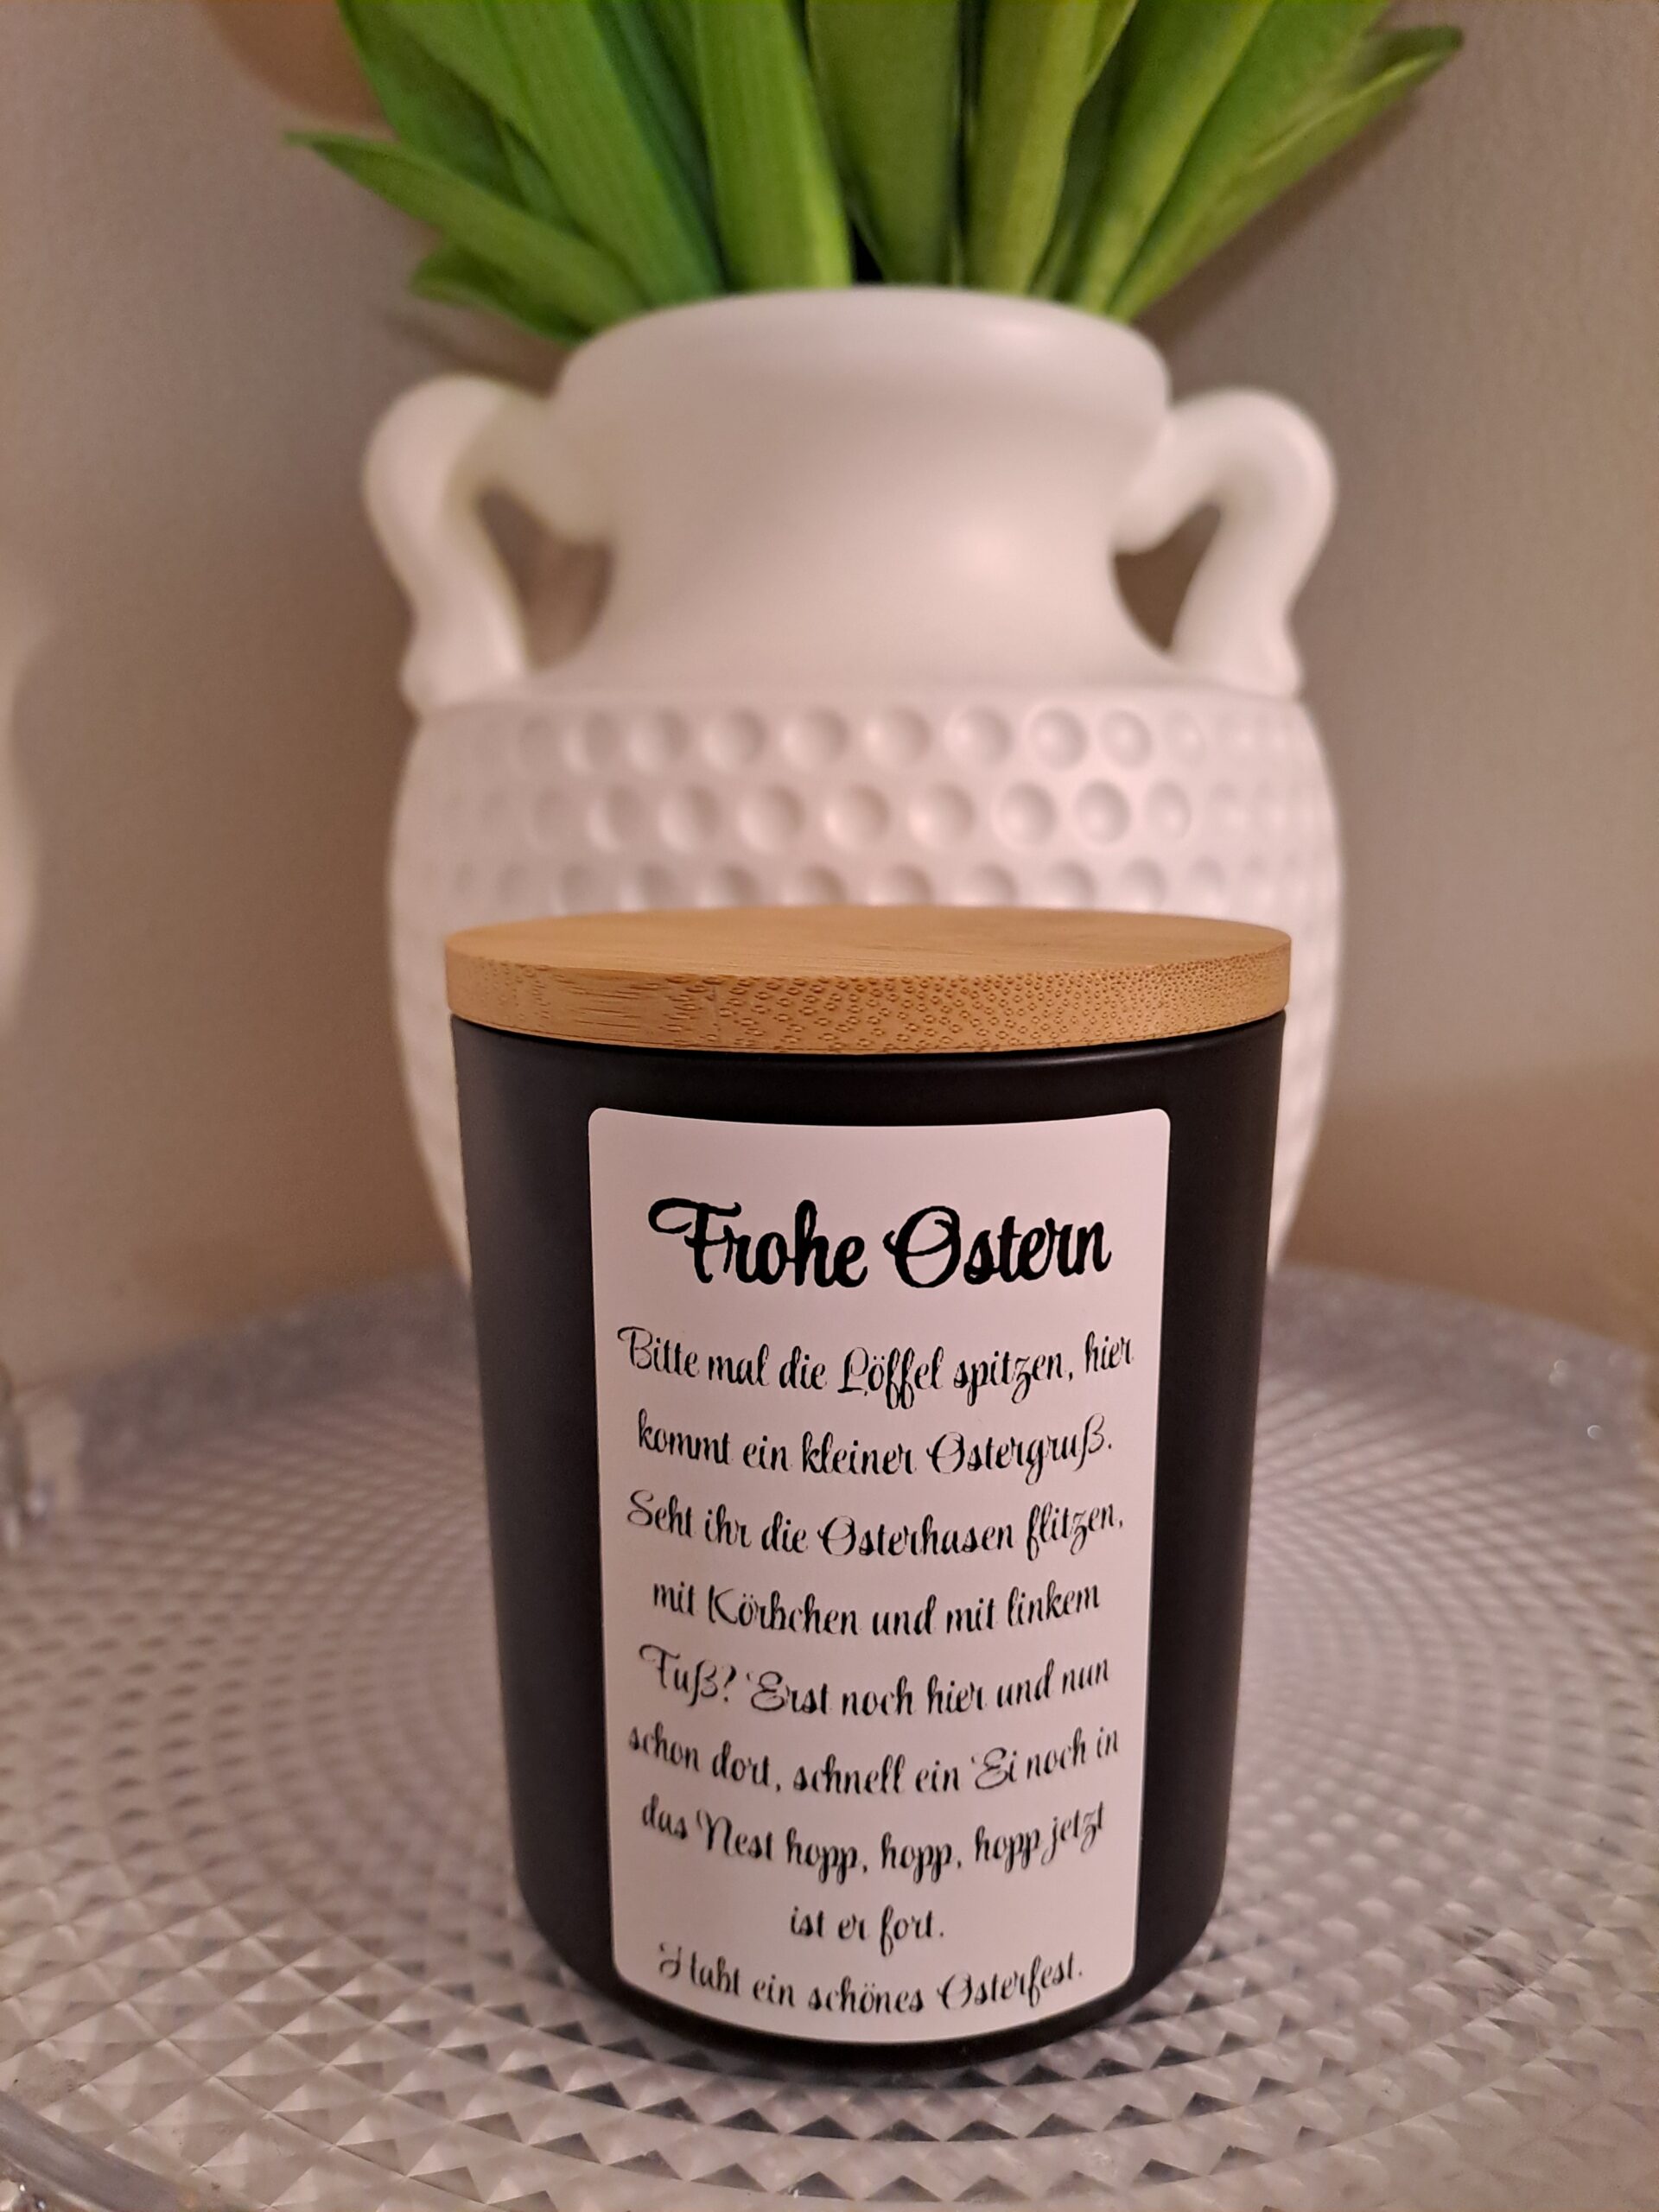 Frohe Ostern
Bitte mal die Löffel spitzen, hier
kommt ein kleiner Ostergruß.
Seht ihr die Osterhasen flitzen,
mit Körbchen und mit linkem
Fuß? Erst noch hier und nun
schon dort, schnell ein Ei noch in
das Nest hopp, hopp, hopp jetzt
ist er fort.
Habt ein schönes Osterfest.